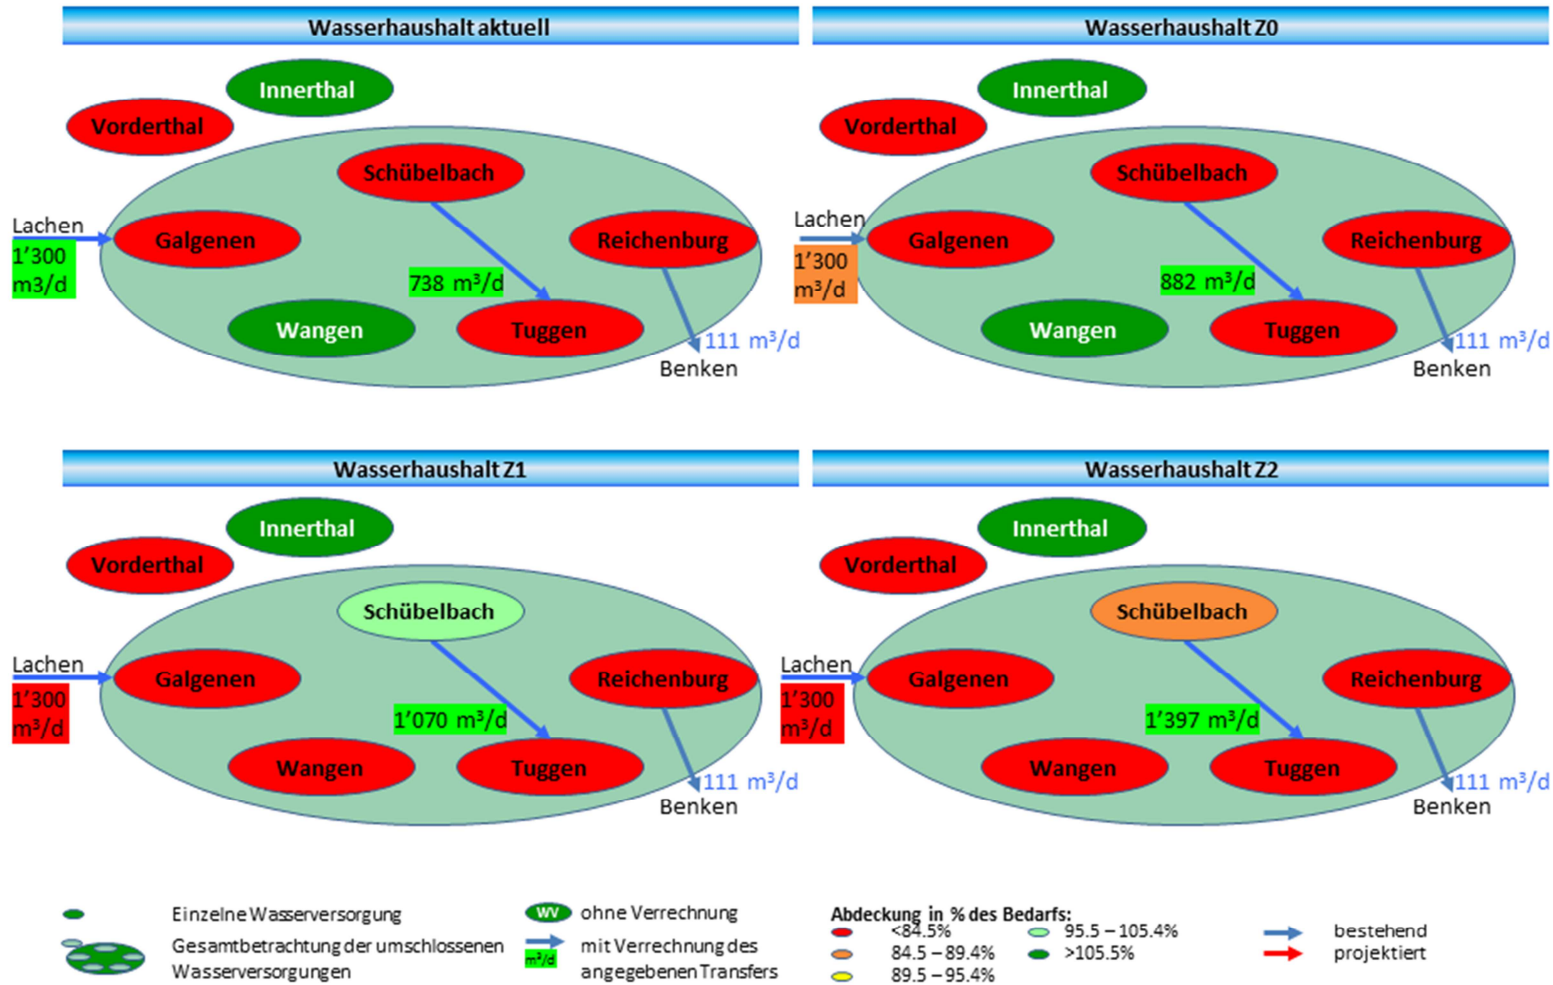 Wasserhaushalt aktuell
Innerthal
Vorderthal
Schübelbach
Lachen
Galgenen
Reichenburg
1’300
m3/d
738 m³/d
Wangen
Tuggen
111 m³/d
Benken
Wasserhaushalt Z0
Innerthal
Vorderthal
Schübelbach
Lachen
Galgenen
Reichenburg
1’300
m³/d
882 m³/d
Wangen
Tuggen
111 m³/d
Benken
Wasserhaushalt Z1
Innerthal
Vorderthal
Schübelbach
Lachen
Galgenen
Reichenburg
1’300
m³/d
1’070 m³/d
Wangen
Tuggen
111 m³/d
Benken
Wasserhaushalt Z2
Innerthal
Vorderthal
Schübelbach
Lachen
Galgenen
Reichenburg
1’300
m³/d
1’397 m³/d
Wangen
Tuggen
111 m³/d
Benken
Einzelne Wasserversorgung
Gesamtbetrachtung der umschlossenen
Wasserversorgungen
WV ohne Verrechnung
mit Verrechnung des
m³/d angegebenen Transfers
Abdeckung in % des Bedarfs:
<84.5%
84.5 – 89.4%
89.5 – 95.4%
95.5 – 105.4%
>105.5%
bestehend
projektiert